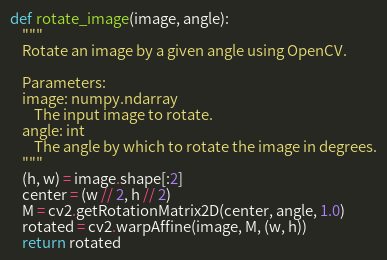 def rotate_image(image, angle):
"""
Rotate an image by a given angle using OpenCV.
Parameters:
image: numpy.ndarray
The input image to rotate.
angle: int
The angle by which to rotate the image in degrees.
"""
(h, w) = image.shape[:2]
center = (w // 2, h // 2)
M = cv2.getRotationMatrix2D(center, angle, 1.0)
rotated = cv2.warpAffine(image, M, (w, h))
return rotated